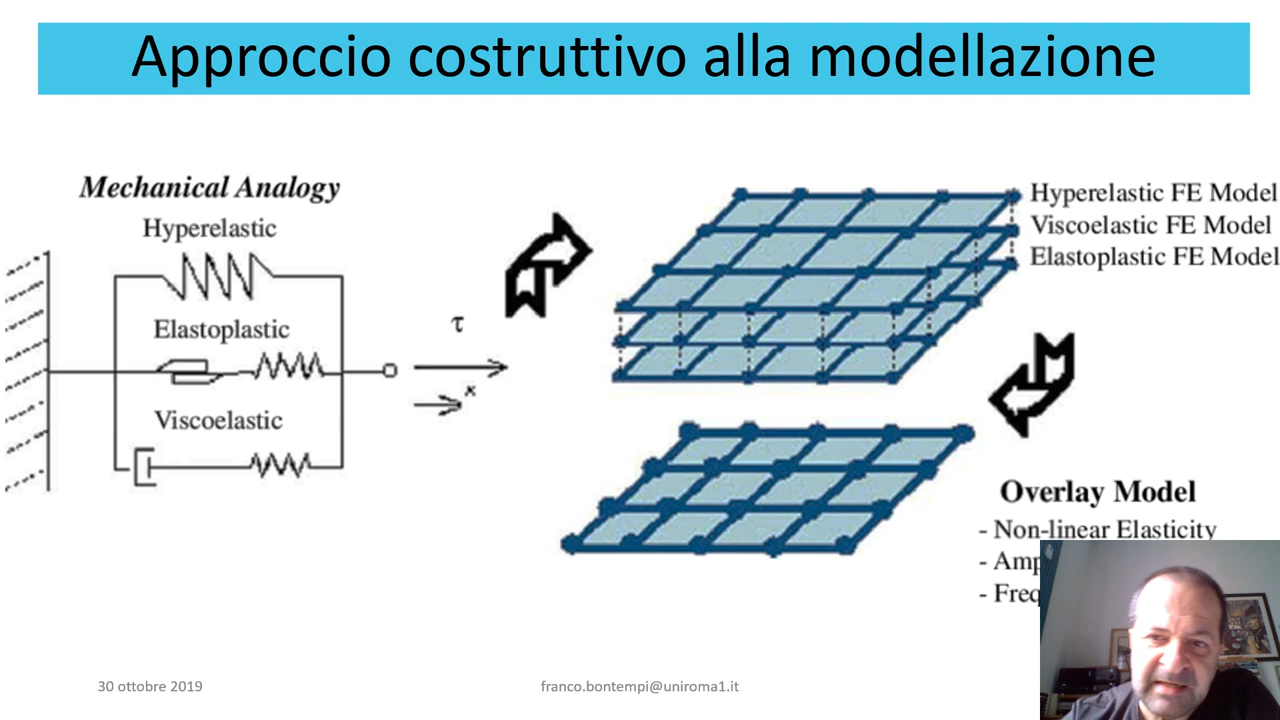 Approccio costruttivo alla modellazione
Mechanical Analogy
Hyperelastic
Elastoplastic
Viscoelastic
τ
x
Hyperelastic FE Model
Viscoelastic FE Model
Elastoplastic FE Model
Overlay Model
- Non-linear Elasticity
-
-
30 ottobre 2019
franco.bontempi@uniroma1.it